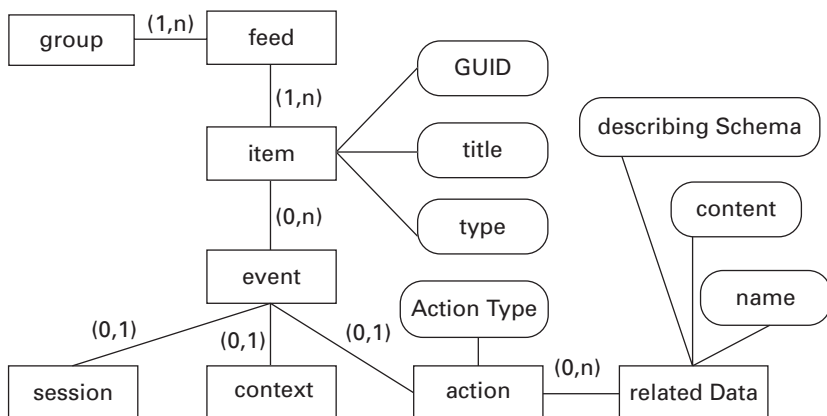 group
(1,n)
feed
(1,n)
GUID
describing Schema
item
title
(0,n)
type
content
event
name
(0,1)
(0,1)
(0,1)
Action Type
session
context
action
(0,n)
related Data